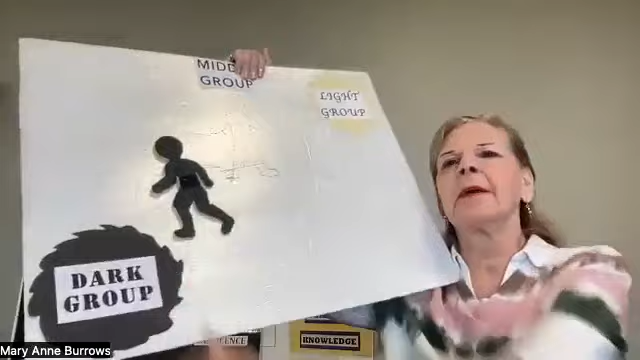 MIDD
GROUP
LIGHT
GROUP
DARK
GROUP
KNOWLEDGE
Mary Anne Burrows